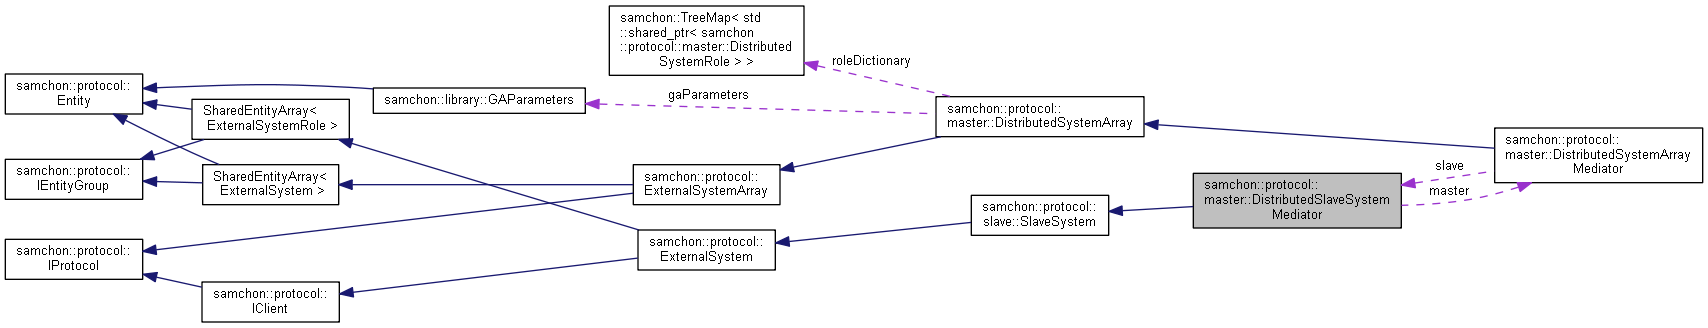 samchon::TreeMap< std
::shared_ptr< samchon
::protocol::master::Distributed
SystemRole > >
roleDictionary
samchon::protocol::
Entity
samchon::library::GAParameters
gaParameters
samchon::protocol::
master::DistributedSystemArray
SharedEntityArray<
ExternalSystemRole >
samchon::protocol::
master::DistributedSystemArray
Mediator
samchon::protocol::
IEntityGroup
SharedEntityArray<
ExternalSystem >
samchon::protocol::
ExternalSystemArray
slave
master
samchon::protocol::
master::DistributedSlaveSystem
Mediator
samchon::protocol::
slave::SlaveSystem
samchon::protocol::
IProtocol
samchon::protocol::
ExternalSystem
samchon::protocol::
IClient